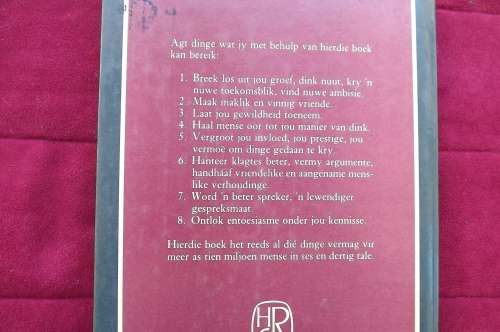 Agt dinge wat jy met behulp van hierdie boek
kan bereik:
1. Breek los uit jou groef, dink nuut, kry 'n
nuwe toekomsblik, vind nuwe ambisie.
2. Maak maklik en vinnig vriende.
3. Laat jou gewildheid toeneem.
4. Haal mense oor tot jou manier van dink.
5. Vergroot jou invloed, jou prestige, jou
vermoë om dinge gedaan te kry.
6. Hanteer klagtes beter, vermy argumente,
handhaaf vriendelike en aangename mens-
like verhoudinge.
7. Word 'n beter spreker, 'n lewendiger
gespreksmaat.
8. Ontlok entoesiasme onder jou kennisse.
Hierdie boek het reeds al dié dinge vermag vir
meer as tien miljoen mense in ses en dertig tale.
HR